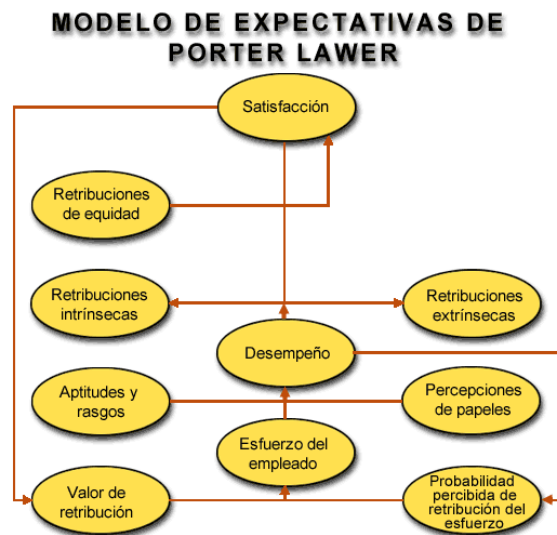 MODELO DE EXPECTATIVAS DE
PORTER LAWER
Satisfacción
Retribuciones
de equidad
Retribuciones
intrínsecas
Retribuciones
extrínsecas
Desempeño
Aptitudes y
rasgos
Percepciones
de papeles
Esfuerzo del
empleado
Valor de
retribución
Probabilidad
percibida de
retribución del
esfuerzo